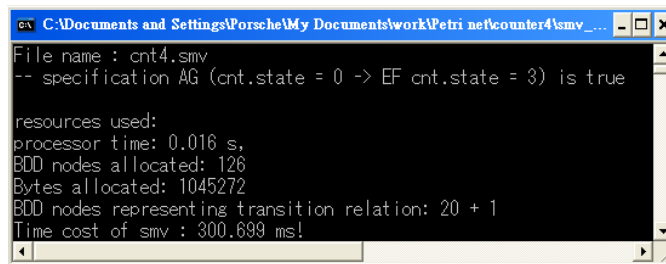 C:\Documents and Settings\Porsche\My Documents\work\Petri net\counter4\smv_...
File name : cnt4.smv
-- specification AG (cnt.state = 0 -> EF cnt.state = 3) is true
resources used:
processor time: 0.016 s,
BDD nodes allocated: 126
Bytes allocated: 1045272
BDD nodes representing transition relation: 20 + 1
Time cost of smv : 300.699 ms!